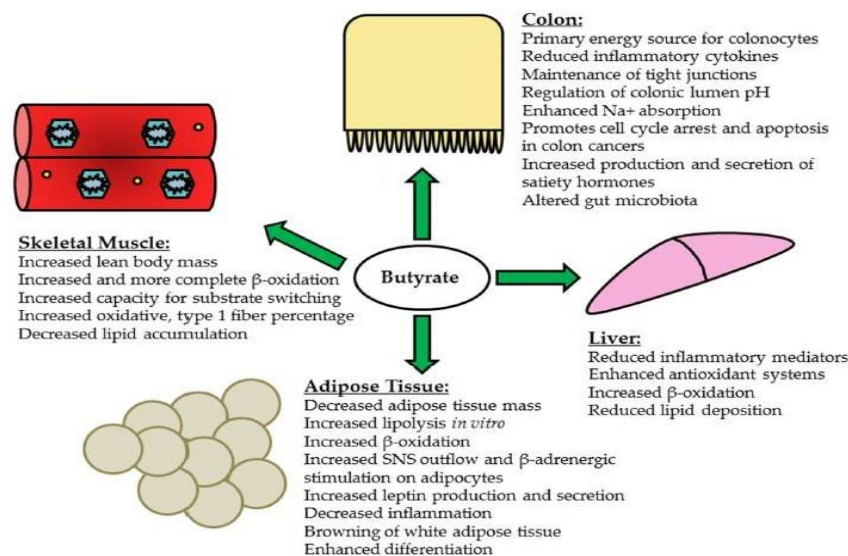 Colon:
Primary energy source for colonocytes
Reduced inflammatory cytokines
Maintenance of tight junctions
Regulation of colonic lumen pH
Enhanced Na+ absorption
Promotes cell cycle arrest and apoptosis
in colon cancers
Increased production and secretion of
satiety hormones
Altered gut microbiota
Skeletal Muscle:
Increased lean body mass
Increased and more complete β-oxidation
Increased capacity for substrate switching
Increased oxidative, type 1 fiber percentage
Decreased lipid accumulation
Butyrate
Liver:
Reduced inflammatory mediators
Enhanced antioxidant systems
Increased β-oxidation
Reduced lipid deposition
Adipose Tissue:
Decreased adipose tissue mass
Increased lipolysis in vitro
Increased β-oxidation
Increased SNS outflow and β-adrenergic
stimulation on adipocytes
Increased leptin production and secretion
Decreased inflammation
Browning of white adipose tissue
Enhanced differentiation